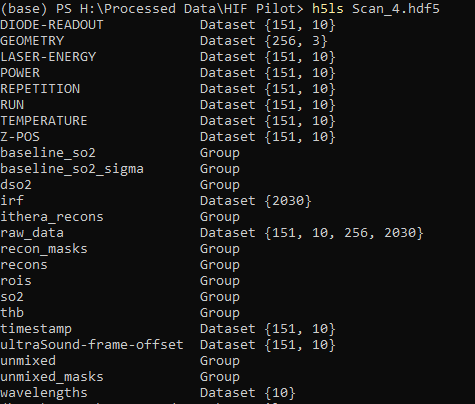 (base) PS H:\Processed Data\HIF Pilot> h5ls Scan_4.hdf5
DIODE-READOUT            Dataset {151, 10}
GEOMETRY                 Dataset {256, 3}
LASER-ENERGY             Dataset {151, 10}
POWER                    Dataset {151, 10}
REPETITION               Dataset {151, 10}
RUN                      Dataset {151, 10}
TEMPERATURE              Dataset {151, 10}
Z-POS                    Dataset {151, 10}
baseline_so2             Group
baseline_so2_sigma       Group
dso2                     Group
irf                      Dataset {2030}
ithera_recons            Group
raw_data                 Dataset {151, 10, 256, 2030}
recon_masks              Group
recons                   Group
rois                     Group
so2                      Group
thb                      Group
timestamp                Dataset {151, 10}
ultraSound-frame-offset  Dataset {151, 10}
unmixed                  Group
unmixed_masks            Group
wavelengths              Dataset {10}